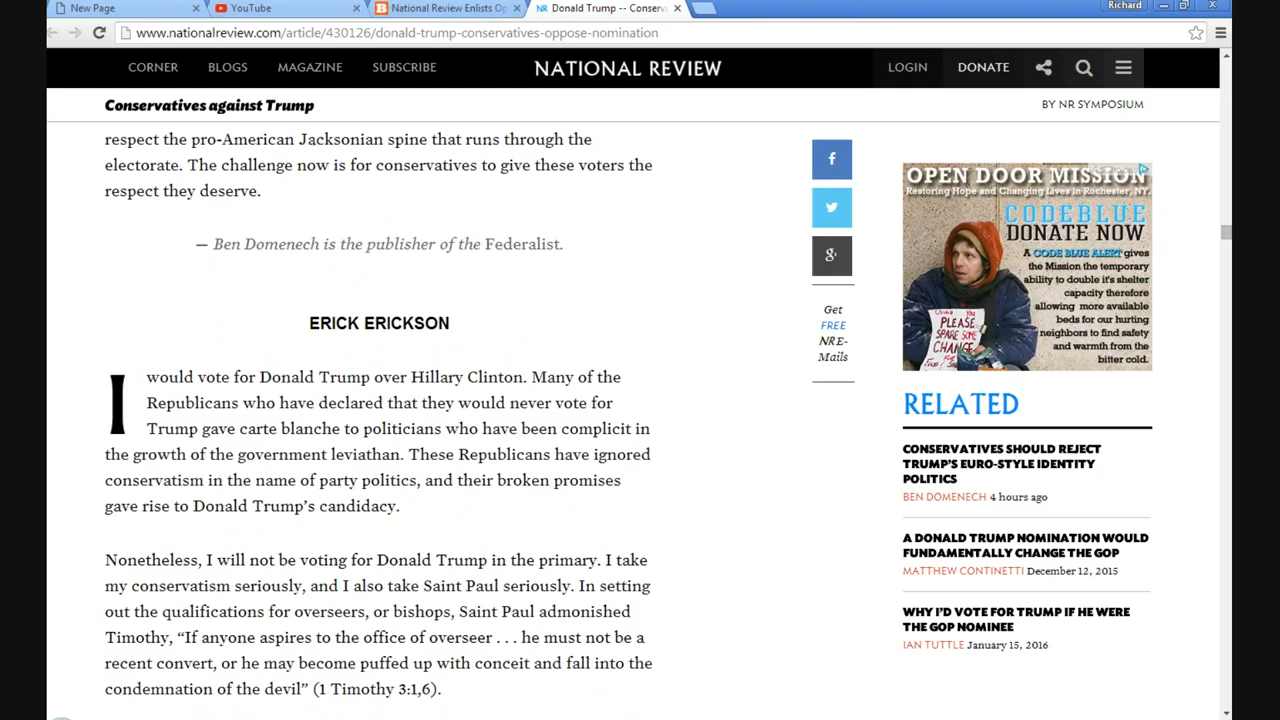 New Page
YouTube
National Review Enlists Op
Donald Trump -- Conserva
Richard
www.nationalreview.com/article/430126/donald-trump-conservatives-oppose-nomination
CORNER BLOGS MAGAZINE SUBSCRIBE NATIONAL REVIEW LOGIN DONATE
Conservatives against Trump
BY NR SYMPOSIUM
respect the pro-American Jacksonian spine that runs through the
electorate. The challenge now is for conservatives to give these voters the
respect they deserve.
— Ben Domenech is the publisher of the Federalist.
ERICK ERICKSON
I would vote for Donald Trump over Hillary Clinton. Many of the
Republicans who have declared that they would never vote for
Trump gave carte blanche to politicians who have been complicit in
the growth of the government leviathan. These Republicans have ignored
conservatism in the name of party politics, and their broken promises
gave rise to Donald Trump’s candidacy.
Nonetheless, I will not be voting for Donald Trump in the primary. I take
my conservatism seriously, and I also take Saint Paul seriously. In setting
out the qualifications for overseers, or bishops, Saint Paul admonished
Timothy, “If anyone aspires to the office of overseer . . . he must not be a
recent convert, or he may become puffed up with conceit and fall into the
condemnation of the devil” (1 Timothy 3:1,6).
Get
FREE
NR E-
Mails
OPEN DOOR MISSION
Restoring Hope and Changing Lives in Rochester, NY.
CODEBLUE
DONATE NOW
A CODE BLUE ALERT gives
the Mission the temporary
ability to double it's shelter
capacity therefore
allowing more available
beds for our hurting
neighbors to find safety
and warmth from the
bitter cold.
PLEASE
SPARE SOME
CHANGE
RELATED
CONSERVATIVES SHOULD REJECT
TRUMP’S EURO-STYLE IDENTITY
POLITICS
BEN DOMENECH 4 hours ago
A DONALD TRUMP NOMINATION WOULD
FUNDAMENTALLY CHANGE THE GOP
MATTHEW CONTINETTI December 12, 2015
WHY I’D VOTE FOR TRUMP IF HE WERE
THE GOP NOMINEE
IAN TUTTLE January 15, 2016